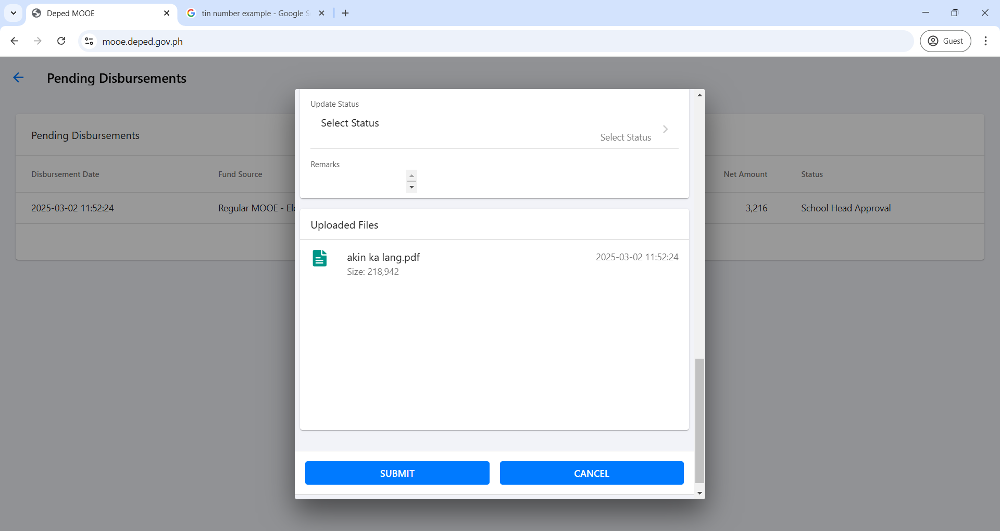 Deped MOOE
tin number example - Google S
mooe.deped.gov.ph
Guest
Pending Disbursements
Pending Disbursements
Disbursement Date
Fund Source
Net Amount
Status
2025-03-02 11:52:24
Regular MOOE - Ele
3,216
School Head Approval
Update Status
Select Status
Select Status
Remarks
Uploaded Files
akin ka lang.pdf
2025-03-02 11:52:24
Size: 218,942
SUBMIT
CANCEL